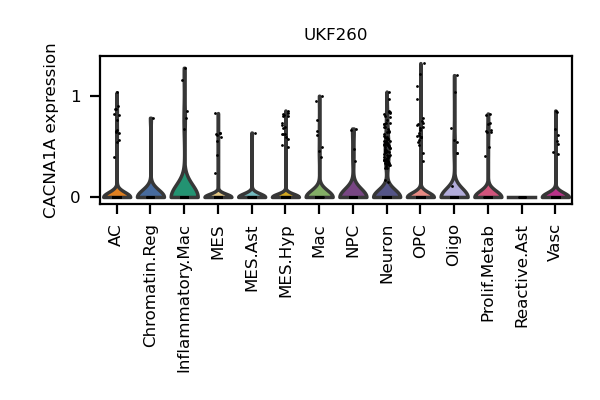 UKF260
CACNA1A expression
1
0
AC
Chromatin.Reg
Inflammatory.Mac
MES
MES.Ast
MES.Hyp
Mac
NPC
Neuron
OPC
Oligo
Prolif.Metab
Reactive.Ast
Vasc